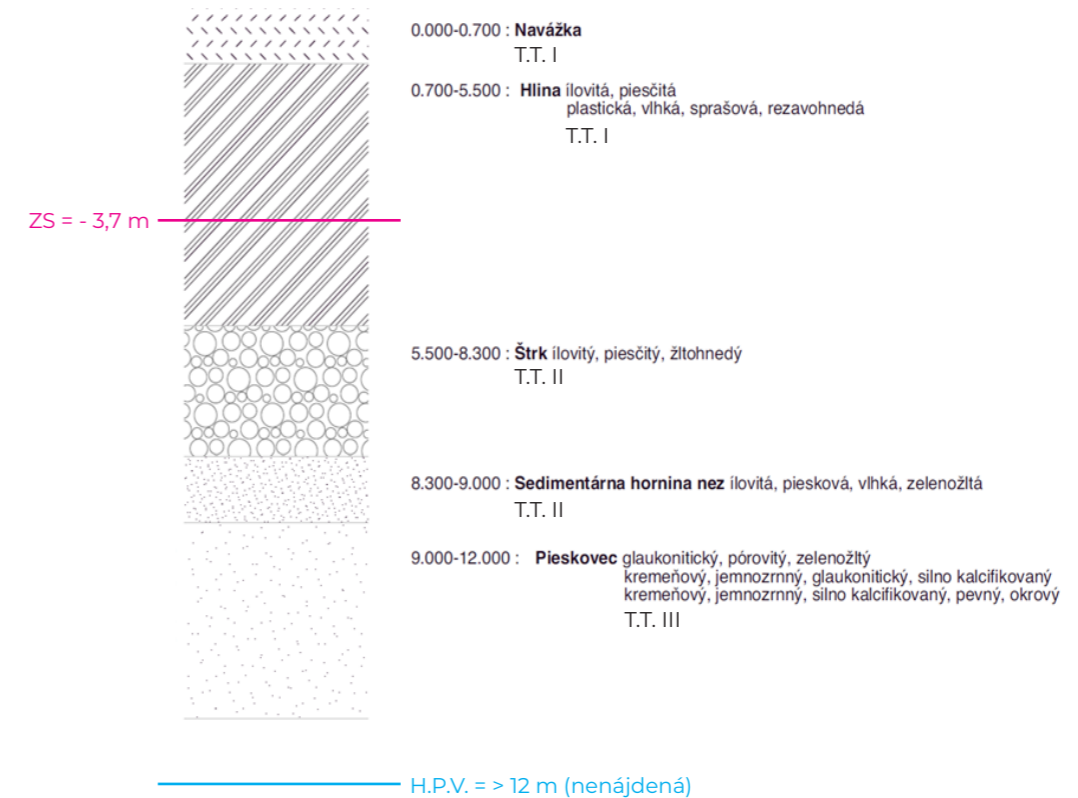 0.000-0.700 : Navážka
T.T. I
0.700-5.500 : Hlina ílovitá, piesčitá
plastická, vlhká, sprašová, rezavohnedá
T.T. I
ZS = - 3,7 m
5.500-8.300 : Štrk ílovitý, piesčitý, žltohnedý
T.T. II
8.300-9.000 : Sedimentárna hornina nez ílovitá, piesková, vlhká, zelenožltá
T.T. II
9.000-12.000 : Pieskovec glaukonitický, pórovitý, zelenožltý
kremeňový, jemnozrnný, glaukonitický, silno kalcifikovaný
kremeňový, jemnozrnný, silno kalcifikovaný, pevný, okrový
T.T. III
H.P.V. = > 12 m (nenájdená)